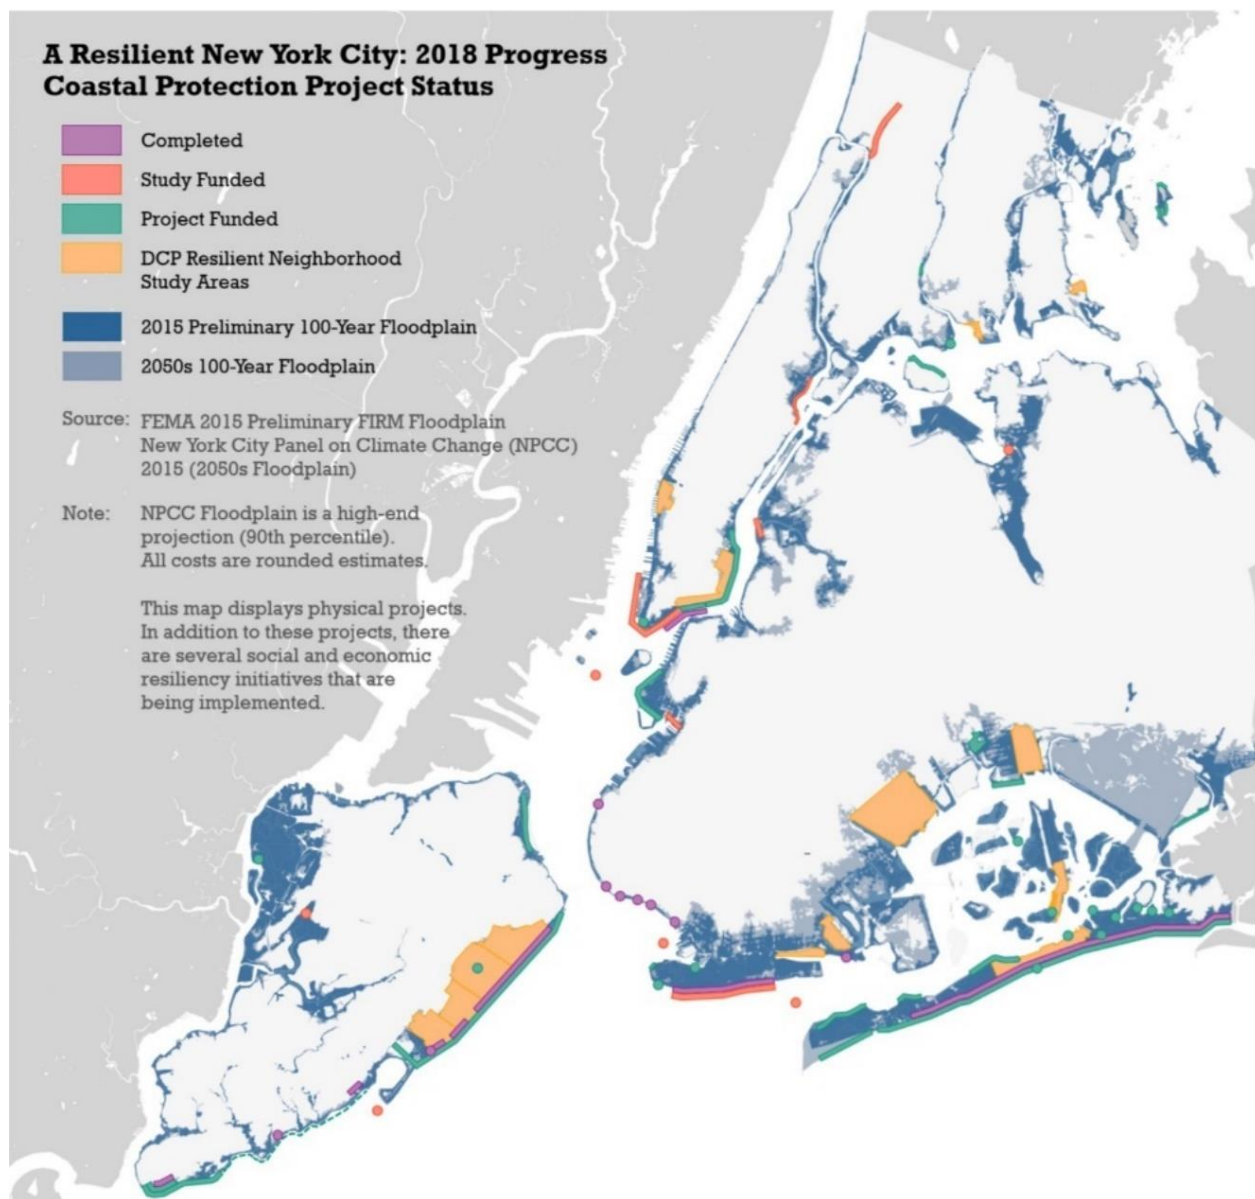 A Resilient New York City: 2018 Progress
Coastal Protection Project Status
Completed
Study Funded
Project Funded
DCP Resilient Neighborhood
Study Areas
2015 Preliminary 100-Year Floodplain
2050s 100-Year Floodplain
Source: FEMA 2015 Preliminary FIRM Floodplain
New York City Panel on Climate Change (NPCC)
2015 (2050s Floodplain)
Note: NPCC Floodplain is a high-end
projection (90th percentile).
All costs are rounded estimates.
This map displays physical projects.
In addition to these projects, there
are several social and economic
resiliency initiatives that are
being implemented.